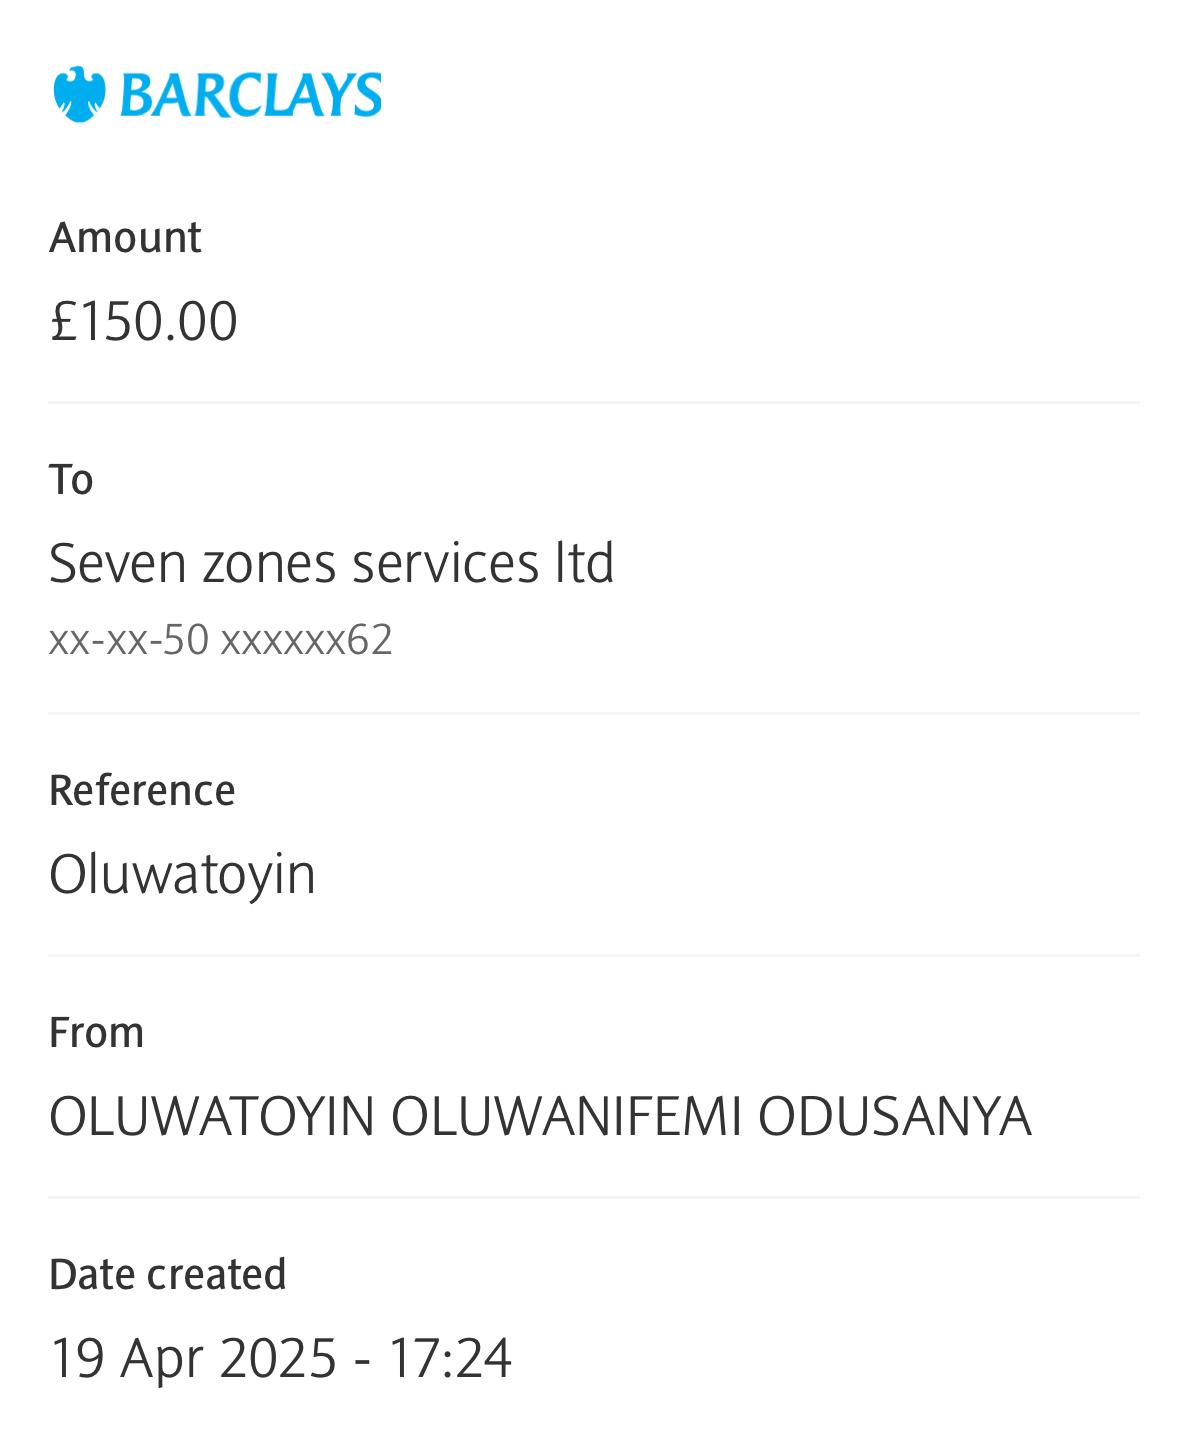 BARCLAYS
Amount
£150.00
To
Seven zones services ltd
xx-xx-50 xxxxxx62
Reference
Oluwatoyin
From
OLUWATOYIN OLUWANIFEMI ODUSANYA
Date created
19 Apr 2025 - 17:24